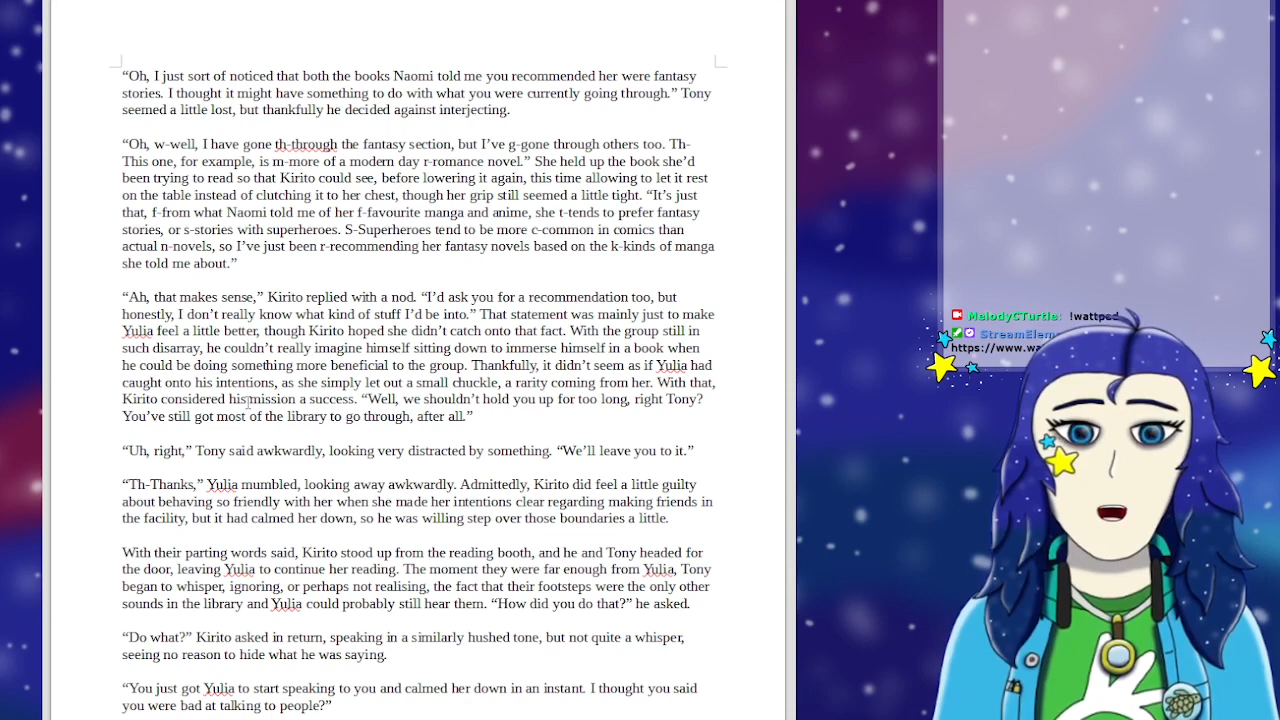 “Oh, I just sort of noticed that both the books Naomi told me you recommended her were fantasy
stories. I thought it might have something to do with what you were currently going through.” Tony
seemed a little lost, but thankfully he decided against interjecting.
“Oh, w-well, I have gone th-through the fantasy section, but I’ve g-gone through others too. Th-
This one, for example, is m-more of a modern day r-romance novel.” She held up the book she’d
been trying to read so that Kirito could see, before lowering it again, this time allowing to let it rest
on the table instead of clutching it to her chest, though her grip still seemed a little tight. “It’s just
that, f-from what Naomi told me of her f-favourite manga and anime, she t-tends to prefer fantasy
stories, or s-stories with superheroes. S-Superheroes tend to be more c-common in comics than
actual n-novels, so I’ve just been r-recommending her fantasy novels based on the k-kinds of manga
she told me about.”
“Ah, that makes sense,” Kirito replied with a nod. “I’d ask you for a recommendation too, but
honestly, I don’t really know what kind of stuff I’d be into.” That statement was mainly just to make
Yulia feel a little better, though Kirito hoped she didn’t catch onto that fact. With the group still in
such disarray, he couldn’t really imagine himself sitting down to immerse himself in a book when
he could be doing something more beneficial to the group. Thankfully, it didn’t seem as if Yulia had
caught onto his intentions, as she simply let out a small chuckle, a rarity coming from her. With that,
Kirito considered his mission a success. “Well, we shouldn’t hold you up for too long, right Tony?
You’ve still got most of the library to go through, after all.”
“Uh, right,” Tony said awkwardly, looking very distracted by something. “We’ll leave you to it.”
“Th-Thanks,” Yulia mumbled, looking away awkwardly. Admittedly, Kirito did feel a little guilty
about behaving so friendly with her when she made her intentions clear regarding making friends in
the facility, but it had calmed her down, so he was willing step over those boundaries a little.
With their parting words said, Kirito stood up from the reading booth, and he and Tony headed for
the door, leaving Yulia to continue her reading. The moment they were far enough from Yulia, Tony
began to whisper, ignoring, or perhaps not realising, the fact that their footsteps were the only other
sounds in the library and Yulia could probably still hear them. “How did you do that?” he asked.
“Do what?” Kirito asked in return, speaking in a similarly hushed tone, but not quite a whisper,
seeing no reason to hide what he was saying.
“You just got Yulia to start speaking to you and calmed her down in an instant. I thought you said
you were bad at talking to people?”
MelodyCTurtle: !wattpad
StreamEleme
https://www.wa